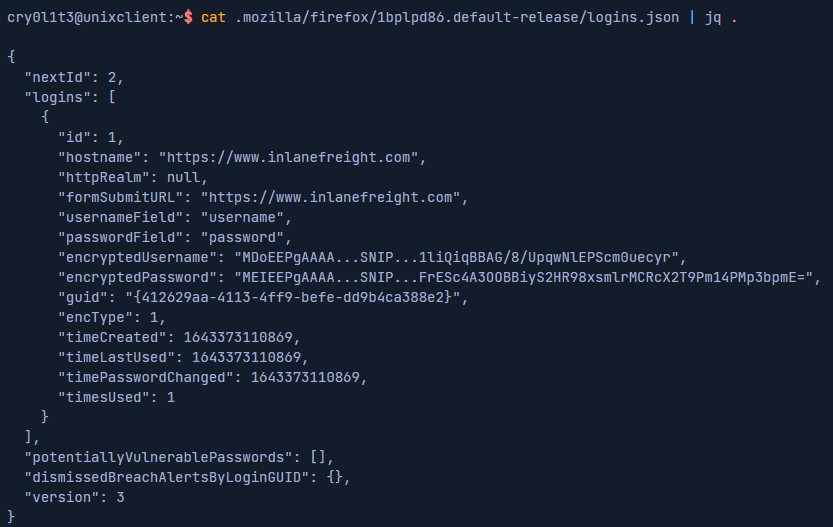 cry0l1t3@unixclient:~$ cat .mozilla/firefox/1bplpd86.default-release/logins.json | jq .
{
  "nextId": 2,
  "logins": [
    {
      "id": 1,
      "hostname": "https://www.inlanefreight.com",
      "httpRealm": null,
      "formSubmitURL": "https://www.inlanefreight.com",
      "usernameField": "username",
      "passwordField": "password",
      "encryptedUsername": "MDoEEPgAAAA...SNIP...1liQiqBBAG/8/UpqwNlEPScm0uecyr",
      "encryptedPassword": "MEIEEPgAAAA...SNIP...FrESc4A3OOBBiyS2HR98xsmlrMCRcX2T9Pm14PMp3bpmE=",
      "guid": "{412629aa-4113-4ff9-befe-dd9b4ca388e2}",
      "encType": 1,
      "timeCreated": 1643373110869,
      "timeLastUsed": 1643373110869,
      "timePasswordChanged": 1643373110869,
      "timesUsed": 1
    }
  ],
  "potentiallyVulnerablePasswords": [],
  "dismissedBreachAlertsByLoginGUID": {},
  "version": 3
}